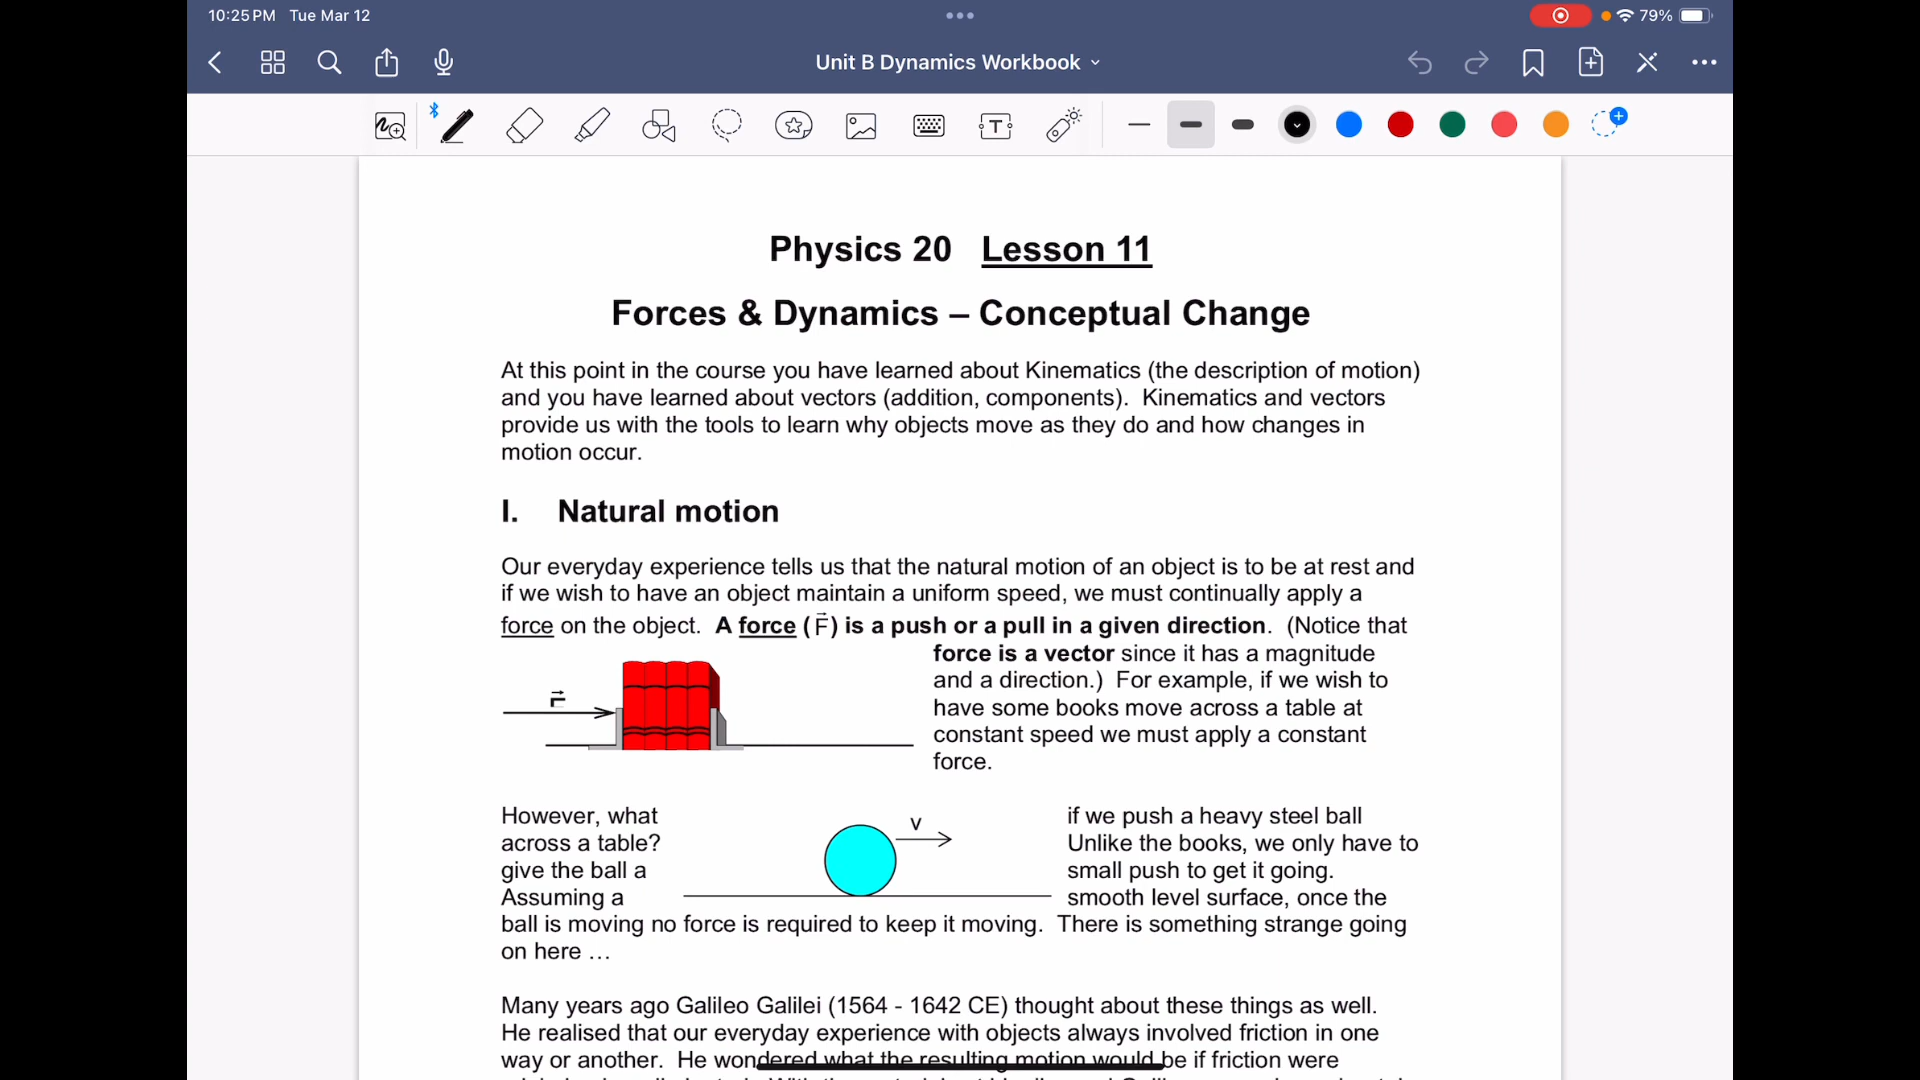 10:25 PM Tue Mar 12
79%
Unit B Dynamics Workbook
Physics 20 Lesson 11
Forces & Dynamics – Conceptual Change
At this point in the course you have learned about Kinematics (the description of motion)
and you have learned about vectors (addition, components). Kinematics and vectors
provide us with the tools to learn why objects move as they do and how changes in
motion occur.
I. Natural motion
Our everyday experience tells us that the natural motion of an object is to be at rest and
if we wish to have an object maintain a uniform speed, we must continually apply a
force on the object. A force (F⃗) is a push or a pull in a given direction. (Notice that
force is a vector since it has a magnitude
and a direction.) For example, if we wish to
have some books move across a table at
constant speed we must apply a constant
force.
However, what if we push a heavy steel ball
v
across a table? Unlike the books, we only have to
give the ball a small push to get it going.
Assuming a smooth level surface, once the
ball is moving no force is required to keep it moving. There is something strange going
on here …
Many years ago Galileo Galilei (1564 - 1642 CE) thought about these things as well.
He realised that our everyday experience with objects always involved friction in one
way or another. He wondered what the resulting motion would be if friction were